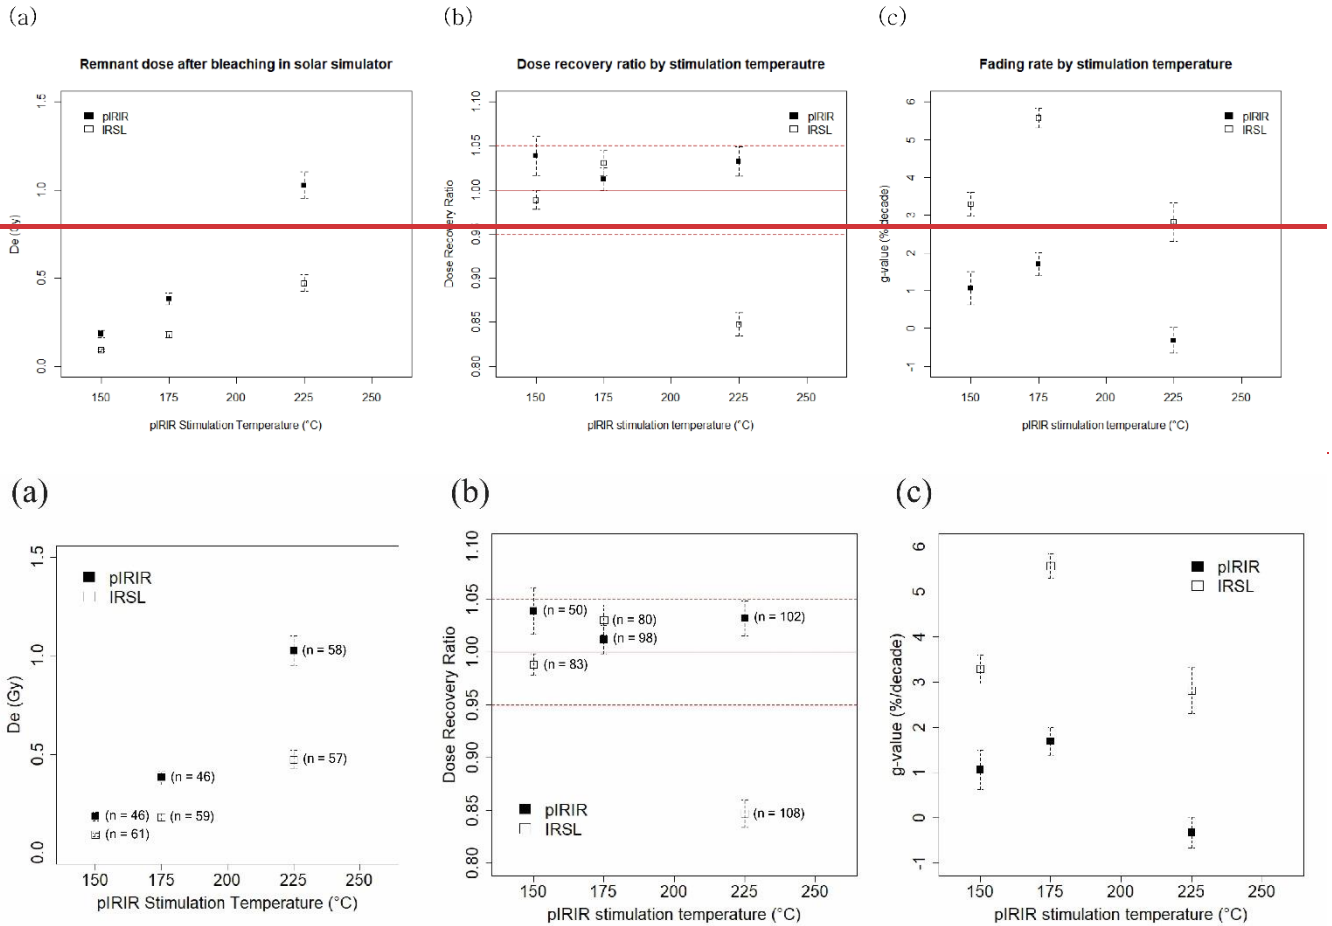 (a)
(b)
(c)
Remnant dose after bleaching in solar simulator
Dose recovery ratio by stimulation temperautre
Fading rate by stimulation temperature
pIRIR
IRSL
1.5
1.0
0.5
0.0
De (Gy)
150 175 200 225 250
pIRIR Stimulation Temperature (°C)
pIRIR
IRSL
1.10
1.05
1.00
0.95
0.90
0.85
0.80
Dose Recovery Ratio
150 175 200 225 250
pIRIR stimulation temperature (°C)
pIRIR
IRSL
6
5
4
3
2
1
0
-1
g-value (%/decade)
150 175 200 225 250
pIRIR stimulation temperature (°C)
(a)
(b)
(c)
pIRIR
IRSL
1.5
1.0
0.5
0.0
De (Gy)
(n = 58)
(n = 57)
(n = 46)
(n = 46)
(n = 59)
(n = 61)
150 175 200 225 250
pIRIR Stimulation Temperature (°C)
1.10
1.05
1.00
0.95
0.90
0.85
0.80
Dose Recovery Ratio
(n = 50)
(n = 80)
(n = 102)
(n = 98)
(n = 83)
(n = 108)
pIRIR
IRSL
150 175 200 225 250
pIRIR stimulation temperature (°C)
pIRIR
IRSL
6
5
4
3
2
1
0
-1
g-value (%/decade)
150 175 200 225 250
pIRIR stimulation temperature (°C)